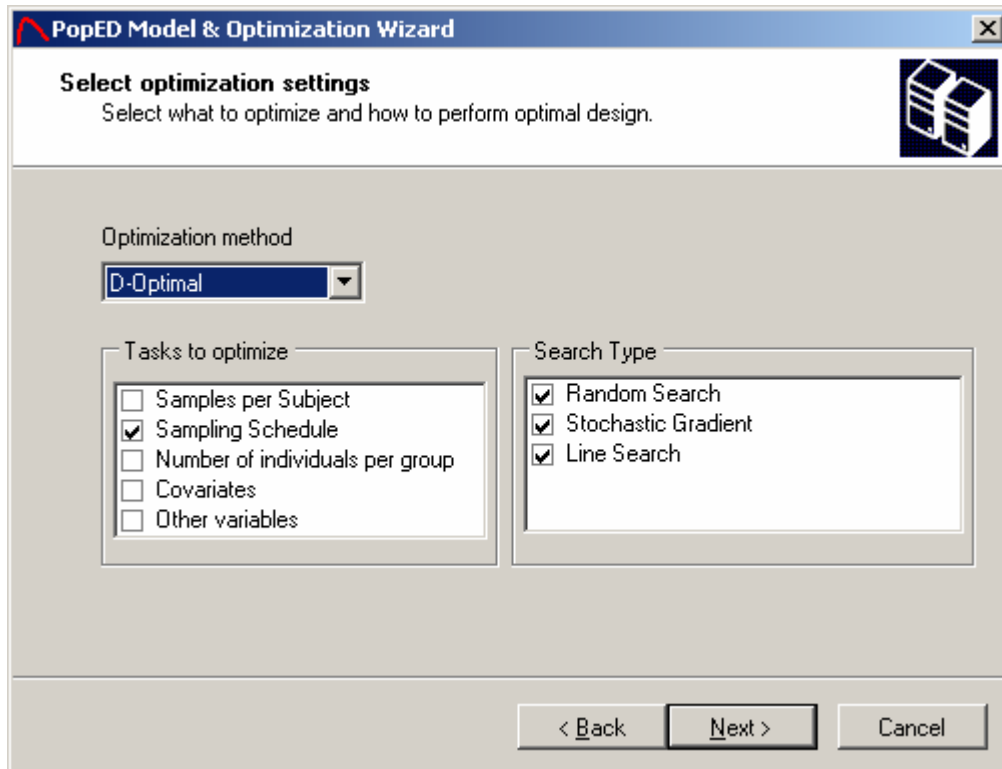 PopED Model & Optimization Wizard
Select optimization settings
Select what to optimize and how to perform optimal design.
Optimization method
D-Optimal
Tasks to optimize
Samples per Subject
Sampling Schedule
Number of individuals per group
Covariates
Other variables
Search Type
Random Search
Stochastic Gradient
Line Search
< Back
Next >
Cancel